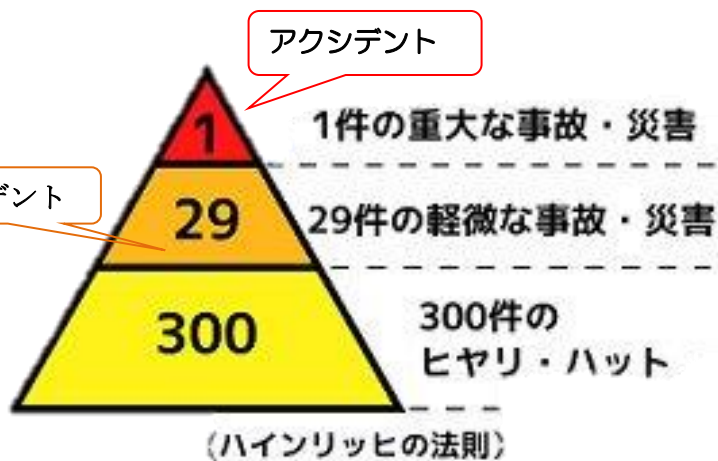 アクシデント
1
1件の重大な事故・災害
デント
29
29件の軽微な事故・災害
300
300件の
ヒヤリ・ハット
(ハインリッヒの法則)